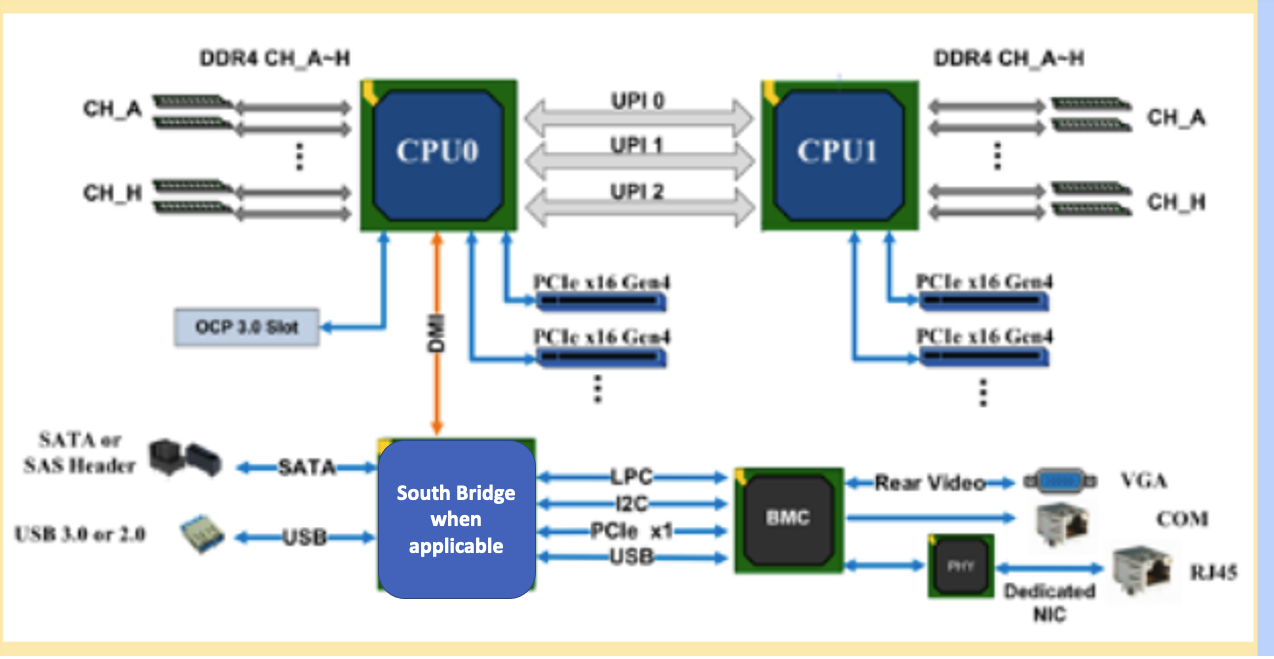 DDR4 CH_A~H
DDR4 CH_A~H
CH_A
CPU0
UPI 0
UPI 1
UPI 2
CPU1
CH_A
CH_H
CH_H
PCIe x16 Gen4
PCIe x16 Gen4
OCP 3.0 Slot
DMI
PCIe x16 Gen4
PCIe x16 Gen4
SATA or
SAS Header
SATA
South Bridge
when
applicable
LPC
I2C
PCIe x1
USB
BMC
Rear Video
VGA
COM
USB 3.0 or 2.0
USB
PHY
Dedicated
NIC
RJ45